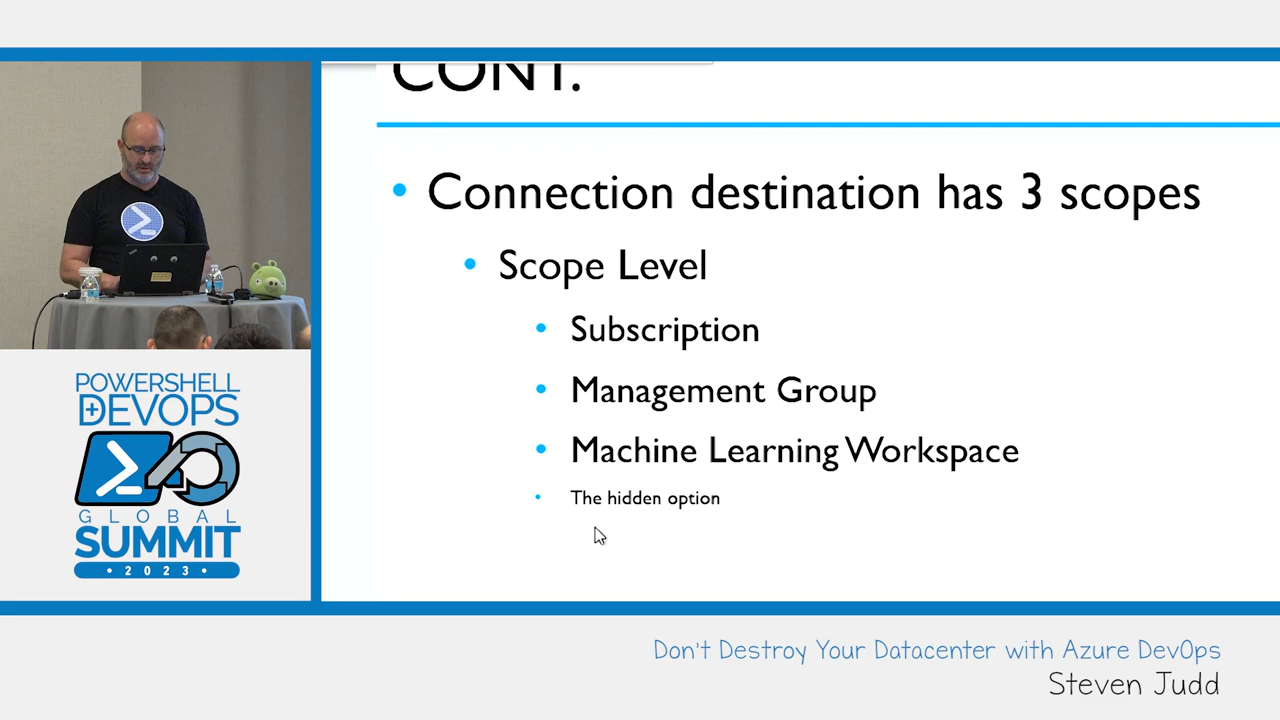 CONT.
Connection destination has 3 scopes
Scope Level
Subscription
Management Group
Machine Learning Workspace
The hidden option
POWERSHELL
+DEVOPS
GLOBAL
SUMMIT
• 2023 •
Don't Destroy Your Datacenter with Azure DevOps
Steven Judd